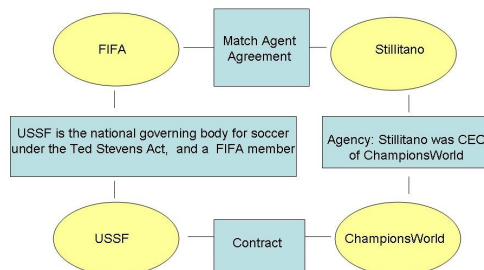 FIFA
Match Agent
Agreement
Stillitano
USSF is the national governing body for soccer
under the Ted Stevens Act, and a FIFA member
Agency: Stillitano was CEO
of ChampionsWorld
USSF
Contract
ChampionsWorld